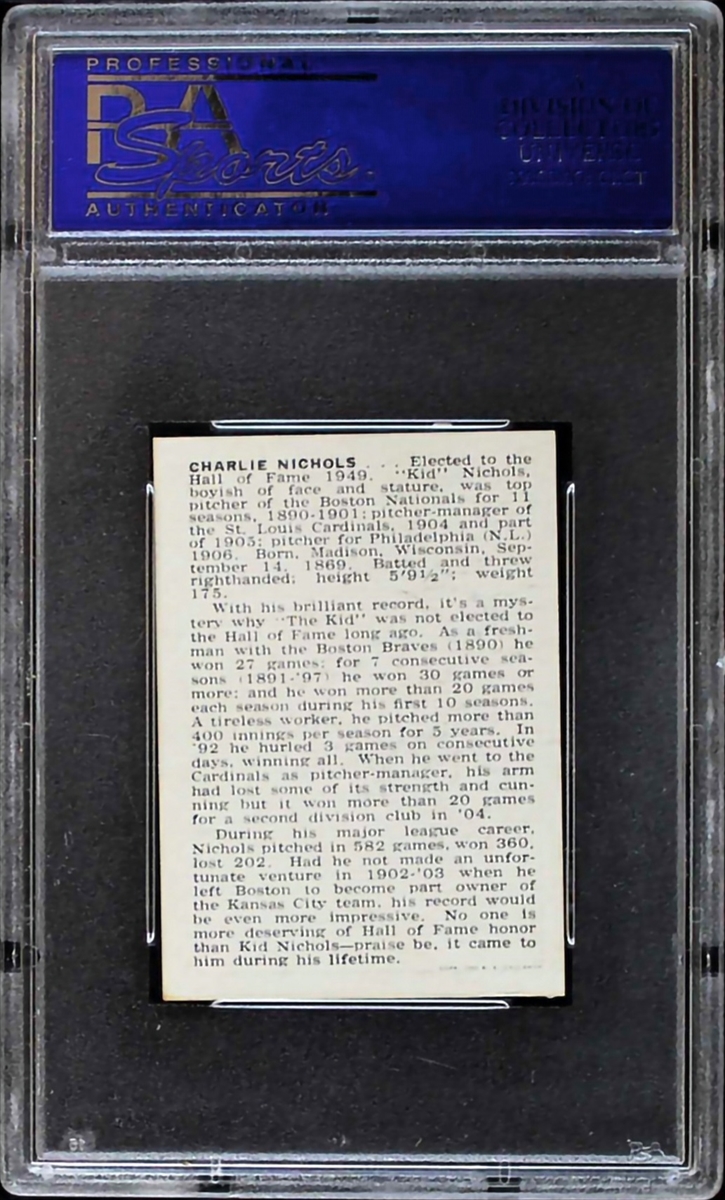 PROFESSIONAL
PSA
Sports
AUTHENTICATOR
A
DIVISION OF
COLLECTORS
UNIVERSE
CHARLIE NICHOLS . . . Elected to the
Hall of Fame 1949. "Kid" Nichols,
boyish of face and stature, was top
pitcher of the Boston Nationals for 11
seasons, 1890-1901; pitcher-manager of
the St. Louis Cardinals, 1904 and part
of 1905; pitcher for Philadelphia (N.L.)
1906. Born, Madison, Wisconsin, Sep-
tember 14, 1869. Batted and threw
righthanded; height 5'9½"; weight
175.
With his brilliant record, it's a mys-
tery why "The Kid" was not elected to
the Hall of Fame long ago. As a fresh-
man with the Boston Braves (1890) he
won 27 games; for 7 consecutive sea-
sons (1891-'97) he won 30 games or
more; and he won more than 20 games
each season during his first 10 seasons.
A tireless worker, he pitched more than
400 innings per season for 5 years. In
'92 he hurled 3 games on consecutive
days, winning all. When he went to the
Cardinals as pitcher-manager, his arm
had lost some of its strength and cun-
ning but it won more than 20 games
for a second division club in '04.
During his major league career,
Nichols pitched in 582 games, won 360,
lost 202. Had he not made an unfor-
tunate venture in 1902-'03 when he
left Boston to become part owner of
the Kansas City team, his record would
be even more impressive. No one is
more deserving of Hall of Fame honor
than Kid Nichols—praise be, it came to
him during his lifetime.
PSA